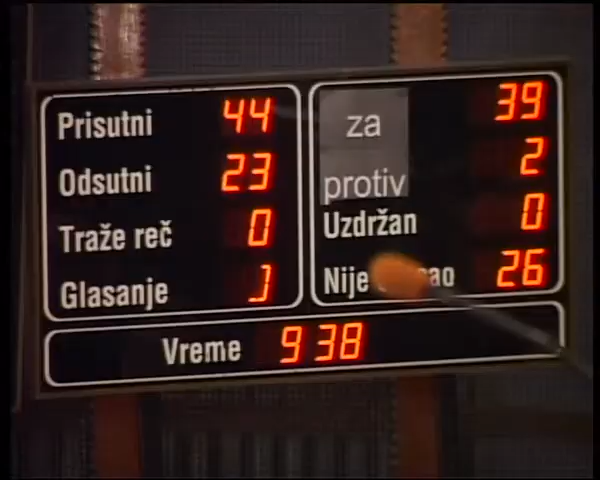 Prisutni 44
Odsutni 23
Traže reč 0
Glasanje J
za 39
protiv 2
Uzdržan 0
Nije ao 26
Vreme 9 38